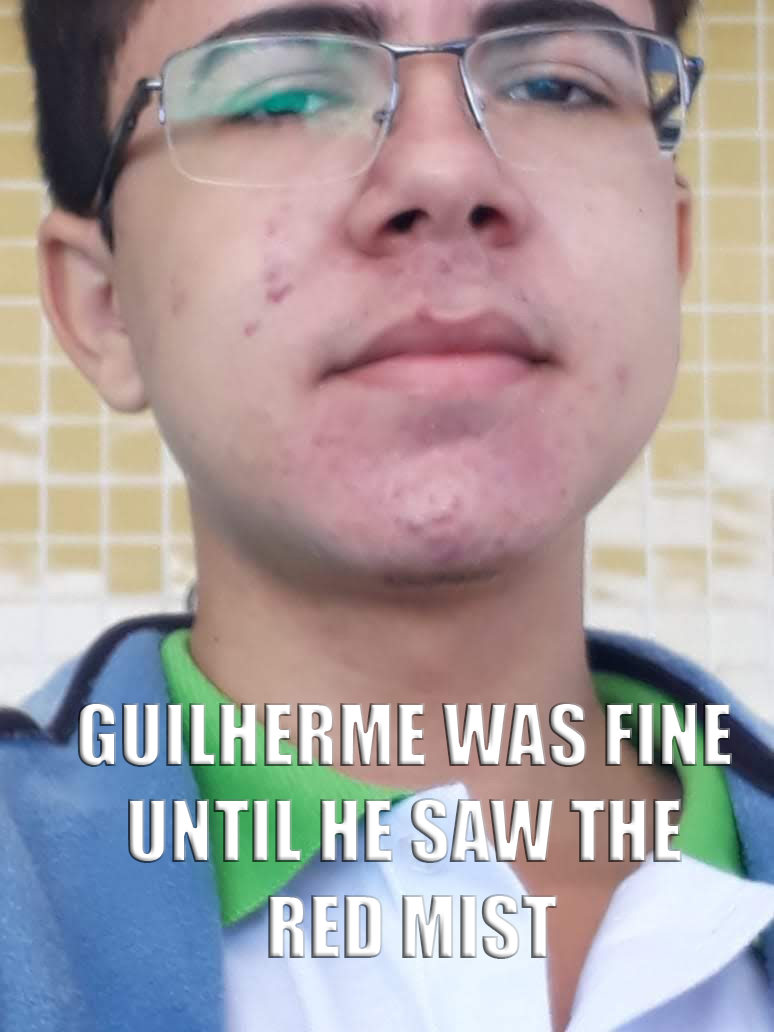 GUILHERME WAS FINE
UNTIL HE SAW THE
RED MIST